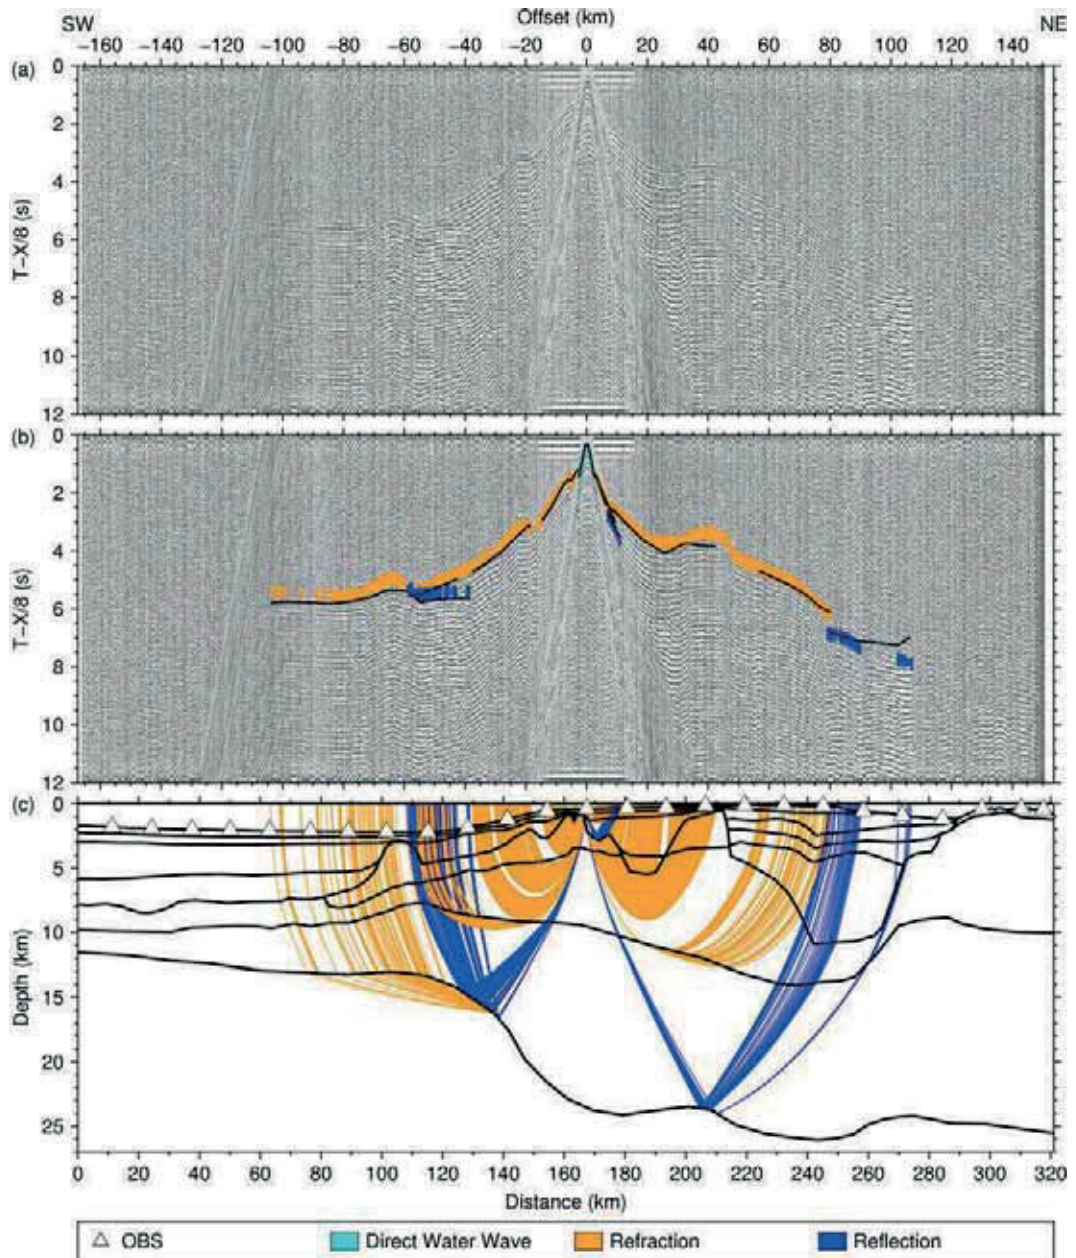 SW Offset (km) NE
−160 −140 −120 −100 −80 −60 −40 −20 0 20 40 60 80 100 120 140
(a)
0
2
4
6
8
10
12
T−X/8 (s)
(b)
0
2
4
6
8
10
12
T−X/8 (s)
(c)
0
5
10
15
20
25
Depth (km)
0 20 40 60 80 100 120 140 160 180 200 220 240 260 280 300 320
Distance (km)
OBS Direct Water Wave Refraction Reflection